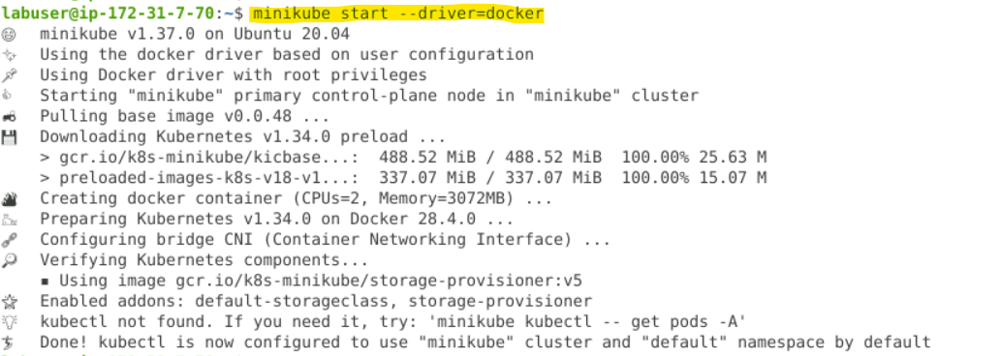 labuser@ip-172-31-7-70:~$ minikube start --driver=docker
minikube v1.37.0 on Ubuntu 20.04
Using the docker driver based on user configuration
Using Docker driver with root privileges
Starting "minikube" primary control-plane node in "minikube" cluster
Pulling base image v0.0.48 ...
Downloading Kubernetes v1.34.0 preload ...
> gcr.io/k8s-minikube/kicbase...:  488.52 MiB / 488.52 MiB  100.00% 25.63 M
> preloaded-images-k8s-v18-v1...:  337.07 MiB / 337.07 MiB  100.00% 15.07 M
Creating docker container (CPUs=2, Memory=3072MB) ...
Preparing Kubernetes v1.34.0 on Docker 28.4.0 ...
Configuring bridge CNI (Container Networking Interface) ...
Verifying Kubernetes components...
▪ Using image gcr.io/k8s-minikube/storage-provisioner:v5
Enabled addons: default-storageclass, storage-provisioner
kubectl not found. If you need it, try: 'minikube kubectl -- get pods -A'
Done! kubectl is now configured to use "minikube" cluster and "default" namespace by default